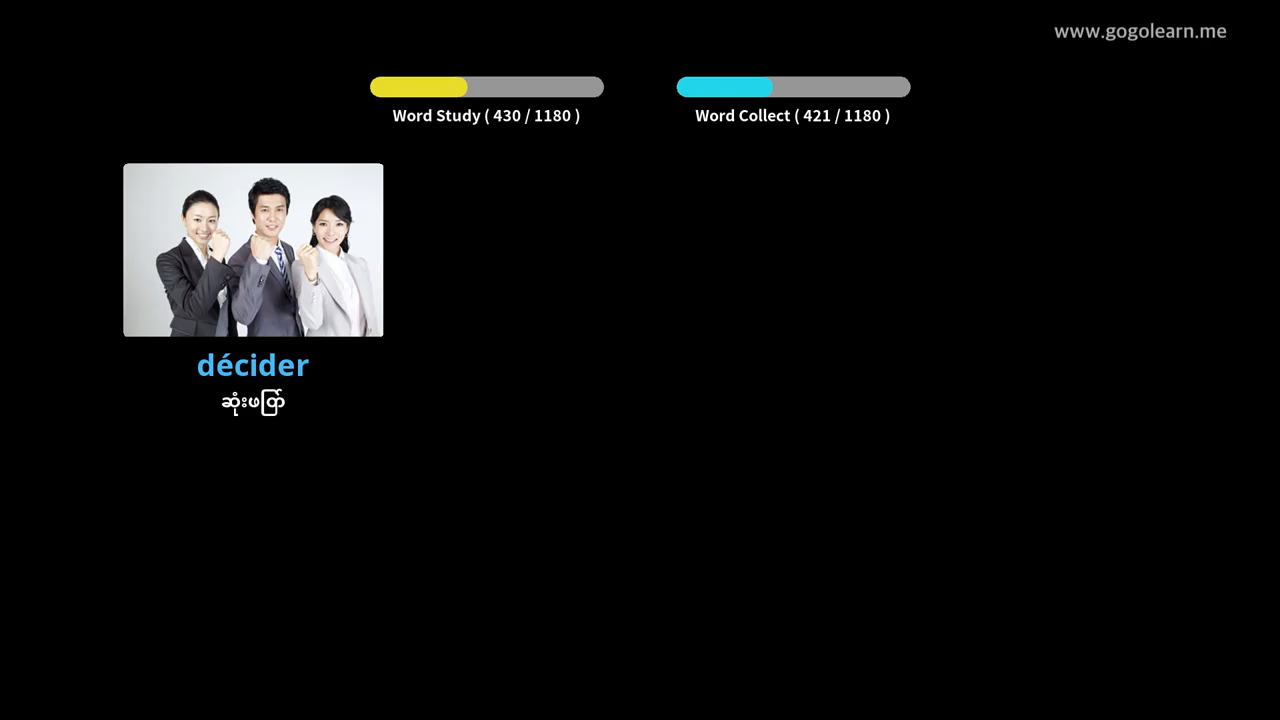 www.gogolearn.me
Word Study ( 430 / 1180 )
Word Collect ( 421 / 1180 )
décider
ဆုံးဖြတ်